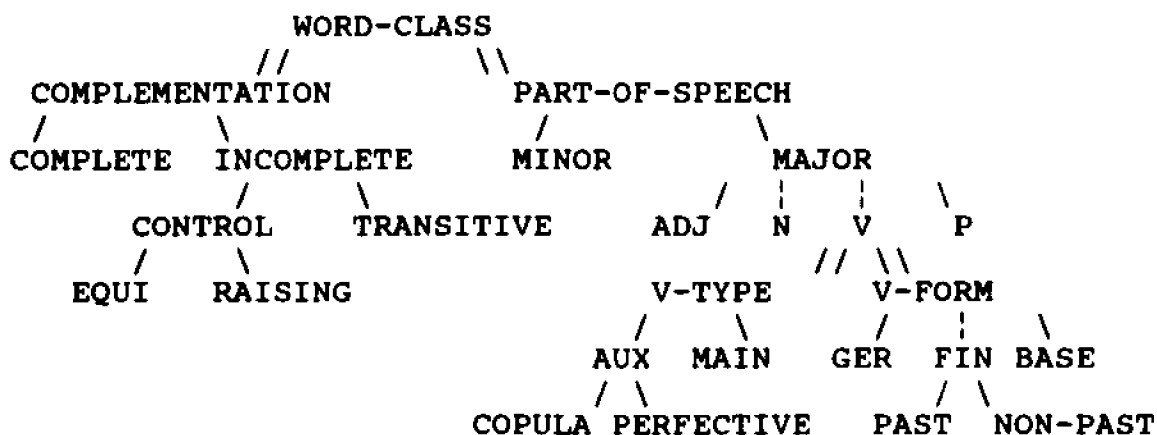 WORD-CLASS
COMPLEMENTATION PART-OF-SPEECH
COMPLETE INCOMPLETE MINOR MAJOR
CONTROL TRANSITIVE ADJ N V P
EQUI RAISING V-TYPE V-FORM
AUX MAIN GER FIN BASE
COPULA PERFECTIVE PAST NON-PAST